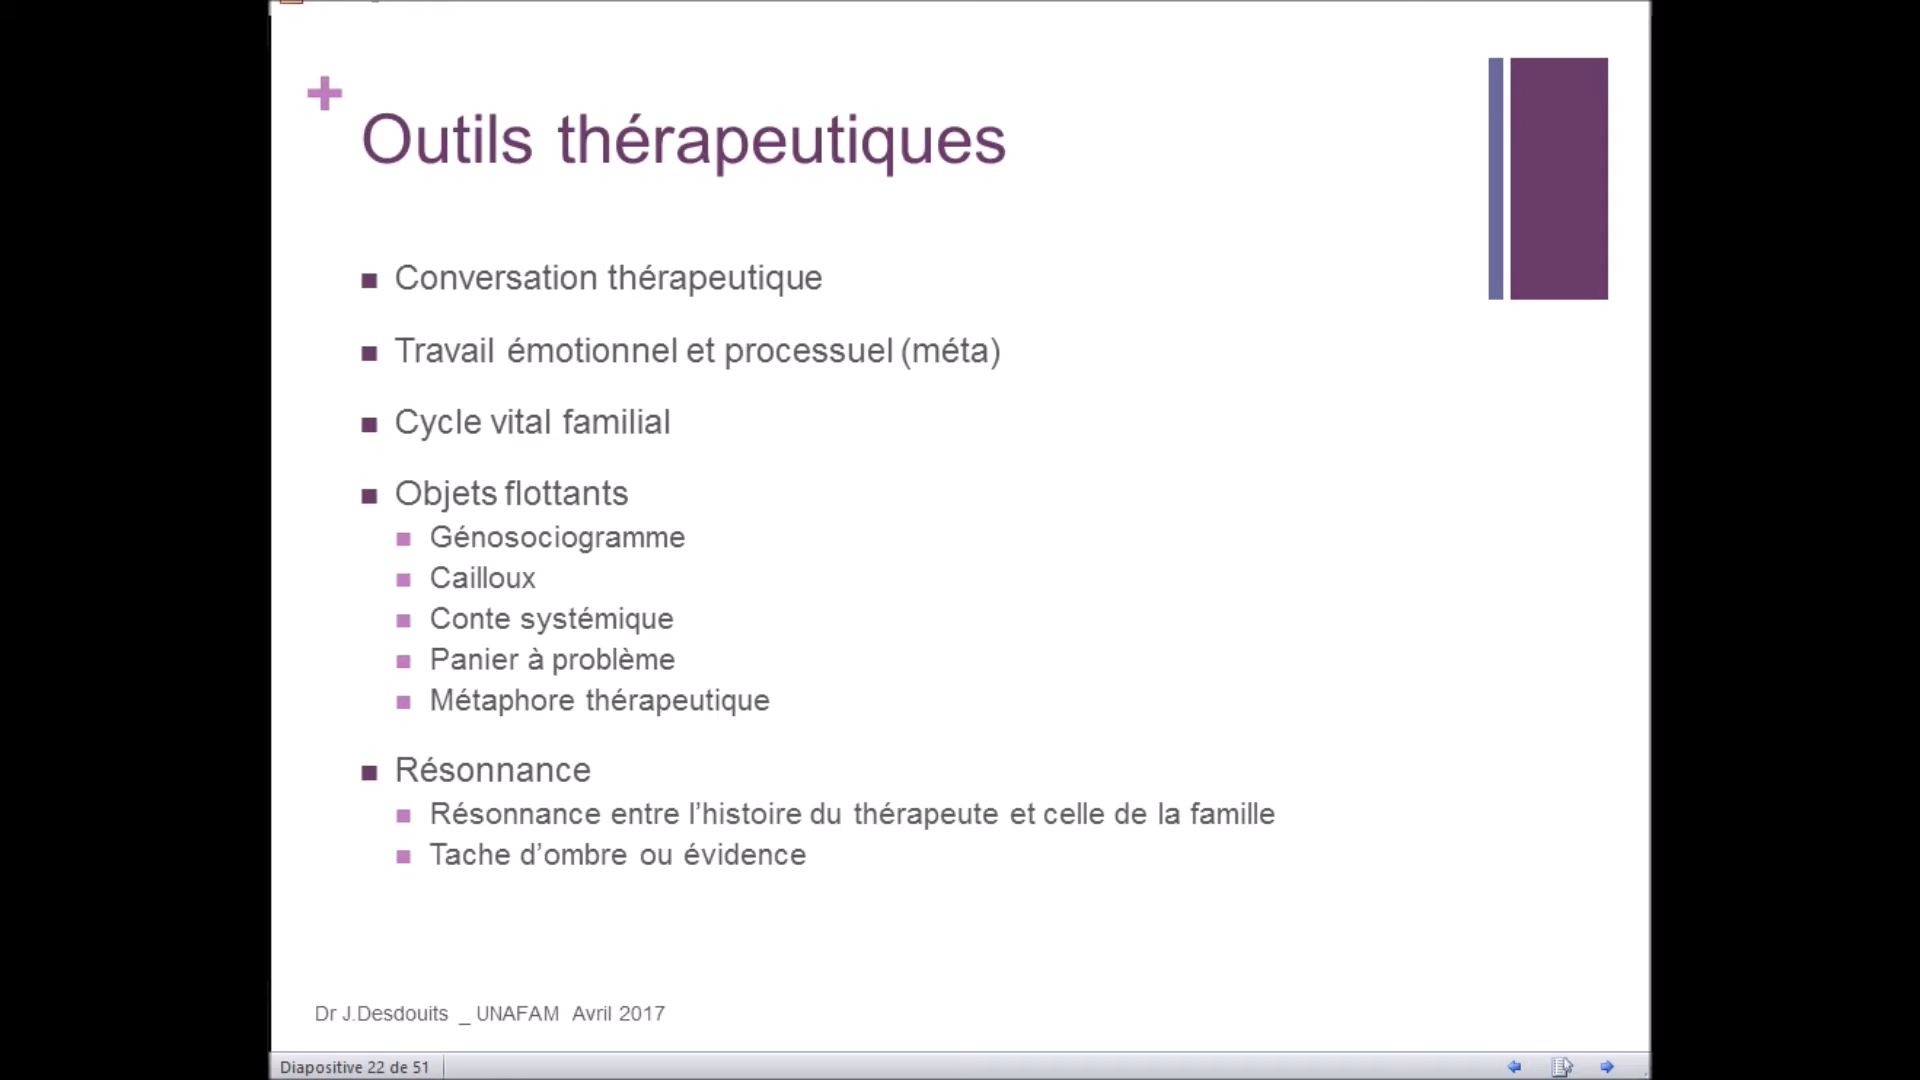 Outils thérapeutiques
Conversation thérapeutique
Travail émotionnel et processuel (méta)
Cycle vital familial
Objets flottants
Génosociogramme
Cailloux
Conte systémique
Panier à problème
Métaphore thérapeutique
Résonnance
Résonnance entre l’histoire du thérapeute et celle de la famille
Tache d’ombre ou évidence
Dr J.Desdouits _ UNAFAM Avril 2017
Diapositive 22 de 51